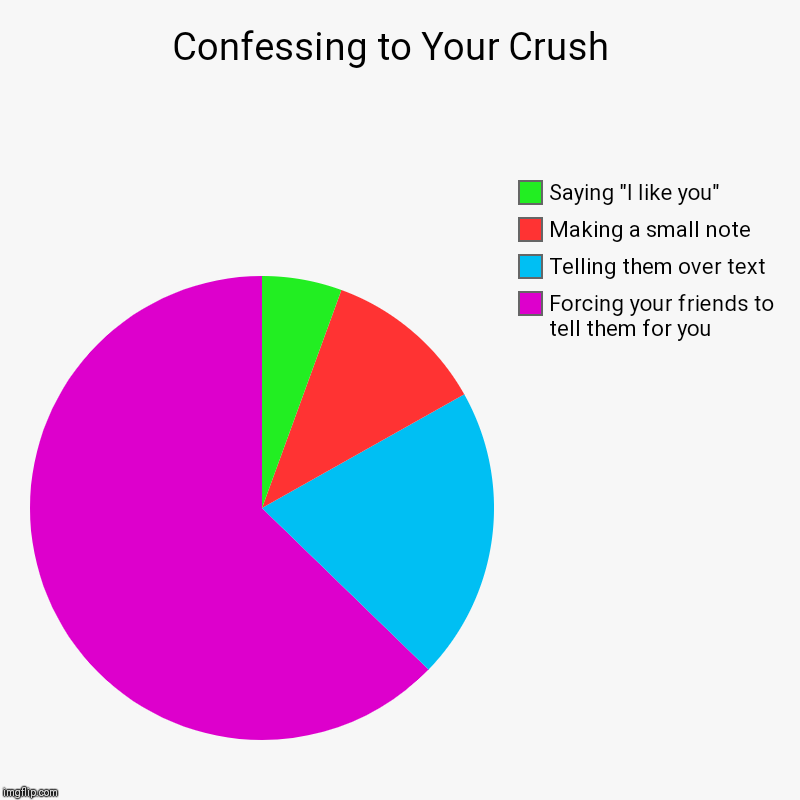 Confessing to Your Crush
Saying "I like you"
Making a small note
Telling them over text
Forcing your friends to
tell them for you
imgflip.com